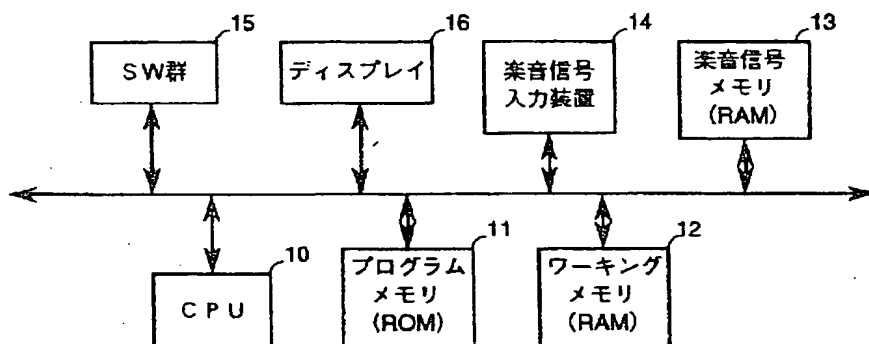 15
SW群
16
ディスプレイ
14
楽音信号
入力装置
13
楽音信号
メモリ
(RAM)
10
CPU
11
プログラム
メモリ
(ROM)
12
ワーキング
メモリ
(RAM)